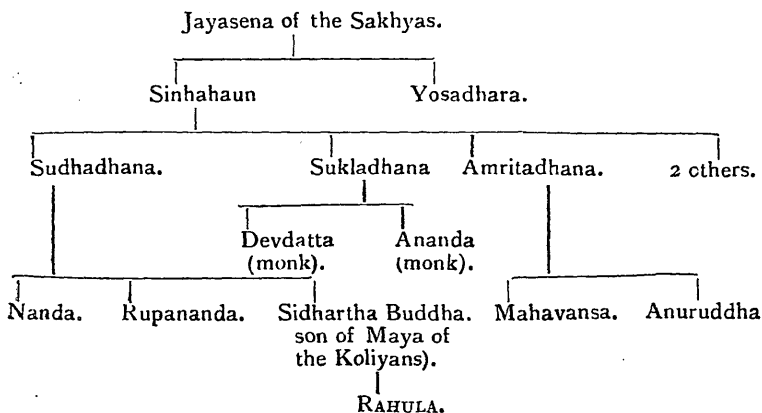 Jayasena of the Sakhyas.
Sinhahaun Yosadhara.
Sudhadhana. Sukladhana Amritadhana. 2 cthers.
Devdatta Ananda
(monk). (monk).
Nanda. Rupananda. Sidhartha Buddha. Mahavansa. Anuruddha
son of Maya of
the Koliyans).
RAHULA.